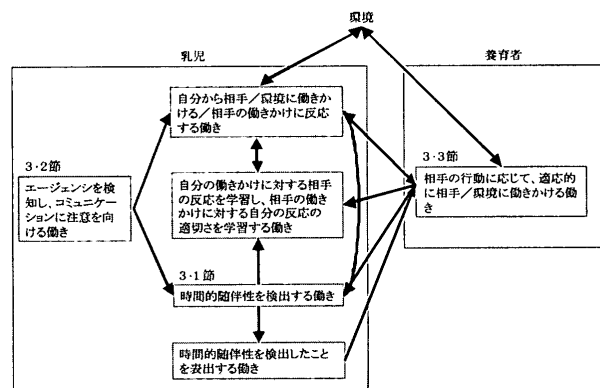 環境
乳児
養育者
自分から相手／環境に働きか
ける／相手の働きかけに反応
する働き
3・2節
エージェンシを検
知し、コミュニケー
ションに注意を向
ける働き
自分の働きかけに対する相手
の反応を学習し、相手の働き
かけに対する自分の反応の
適切さを学習する働き
3・3節
相手の行動に応じて、適応的
に相手／環境に働きかける働
き
3・1節
時間的随伴性を検出する働き
時間的随伴性を検出したこと
を表出する働き